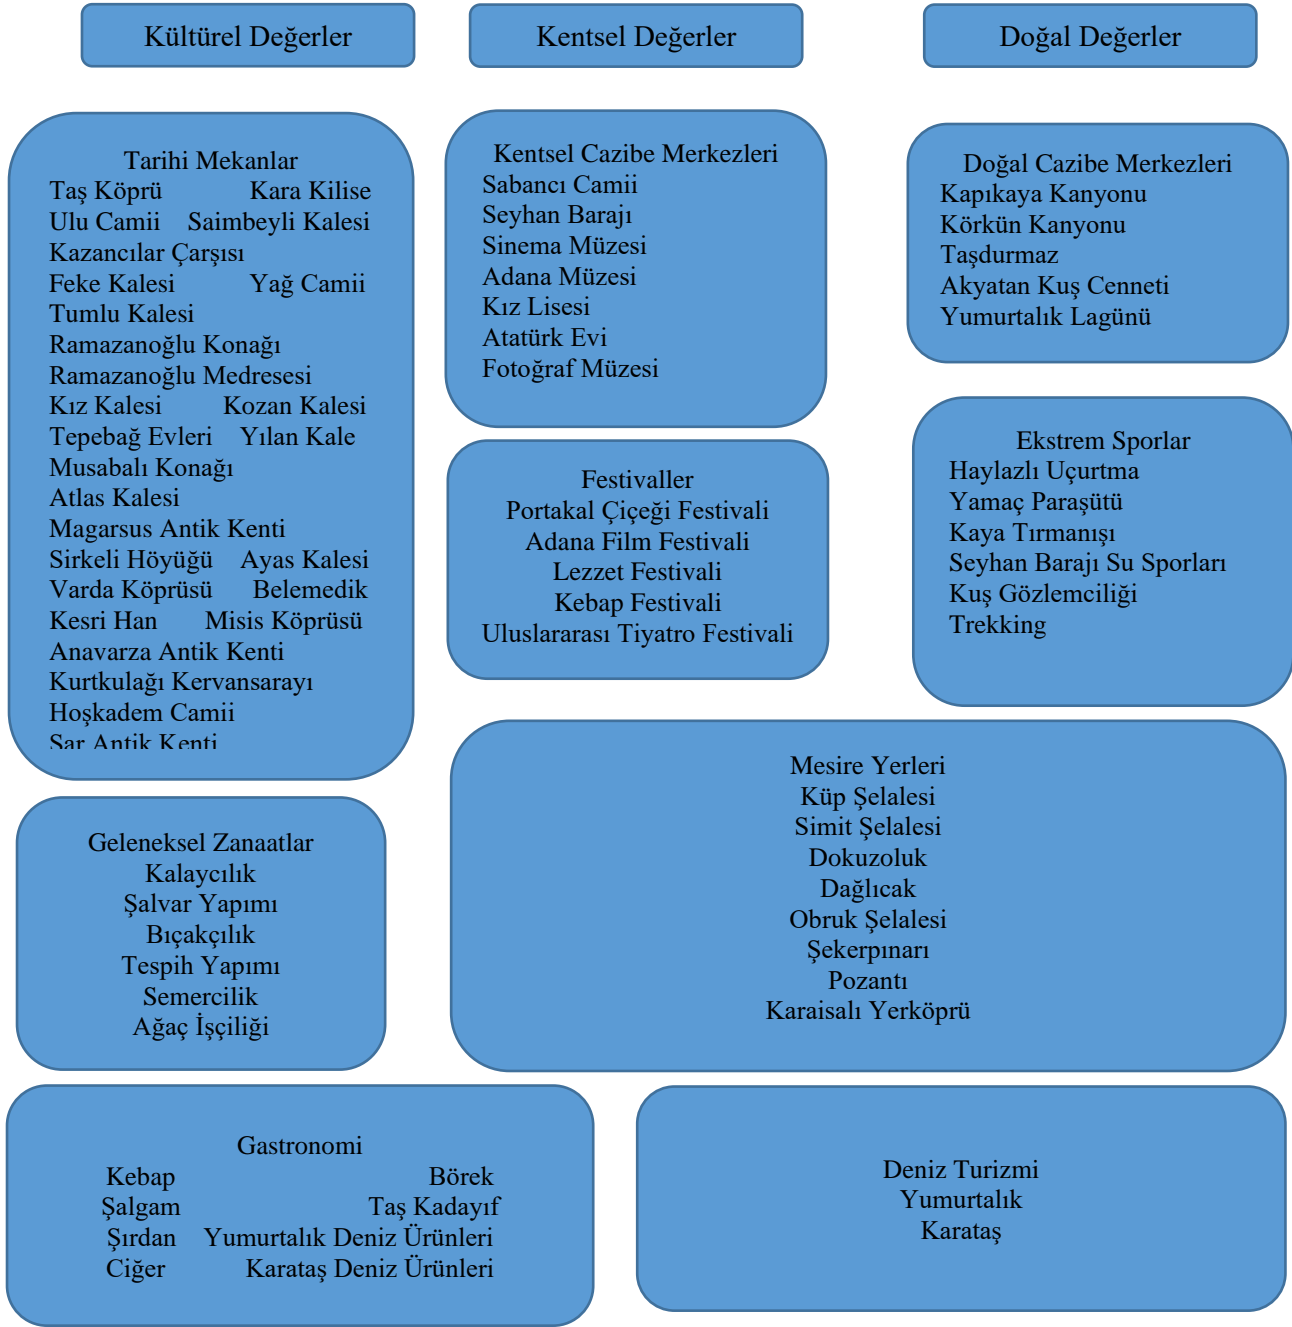 Kültürel Değerler
Kentsel Değerler
Doğal Değerler
Tarihi Mekanlar
Taş Köprü Kara Kilise
Ulu Camii Saimbeyli Kalesi
Kazancılar Çarşısı
Feke Kalesi Yağ Camii
Tumlu Kalesi
Ramazanoğlu Konağı
Ramazanoğlu Medresesi
Kız Kalesi Kozan Kalesi
Tepebağ Evleri Yılan Kale
Musabalı Konağı
Atlas Kalesi
Magarsus Antik Kenti
Sirkeli Höyüğü Ayas Kalesi
Varda Köprüsü Belemedik
Kesri Han Misis Köprüsü
Anavarza Antik Kenti
Kurtkulağı Kervansarayı
Hoşkadem Camii
Sar Antik Kenti
Kentsel Cazibe Merkezleri
Sabancı Camii
Seyhan Barajı
Sinema Müzesi
Adana Müzesi
Kız Lisesi
Atatürk Evi
Fotoğraf Müzesi
Doğal Cazibe Merkezleri
Kapıkaya Kanyonu
Körkün Kanyonu
Taşdurmaz
Akyatan Kuş Cenneti
Yumurtalık Lagünü
Festivaller
Portakal Çiçeği Festivali
Adana Film Festivali
Lezzet Festivali
Kebap Festivali
Uluslararası Tiyatro Festivali
Ekstrem Sporlar
Haylazlı Uçurtma
Yamaç Paraşütü
Kaya Tırmanışı
Seyhan Barajı Su Sporları
Kuş Gözlemciliği
Trekking
Mesire Yerleri
Küp Şelalesi
Simit Şelalesi
Dokuzoluk
Dağlıcak
Obruk Şelalesi
Şekerpınarı
Pozantı
Karaisalı Yerköprü
Geleneksel Zanaatlar
Kalaycılık
Şalvar Yapımı
Bıçakçılık
Tespih Yapımı
Semercilik
Ağaç İşçiliği
Gastronomi
Kebap Börek
Şalgam Taş Kadayıf
Şırdan Yumurtalık Deniz Ürünleri
Ciğer Karataş Deniz Ürünleri
Deniz Turizmi
Yumurtalık
Karataş